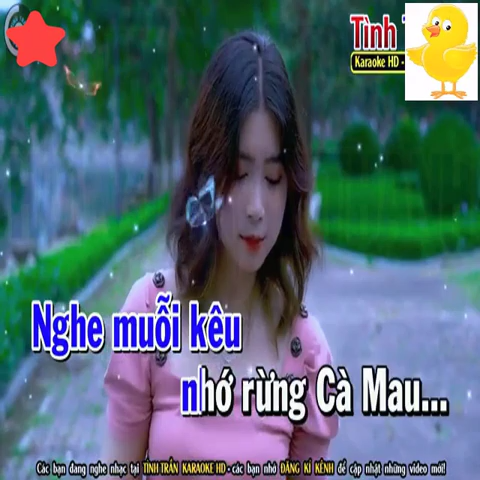 Tình T
Karaoke HD -
Nghe muỗi kêu
nhớ rừng Cà Mau...
Các bạn đang nghe nhạc tại TÌNH TRẦN KARAOKE HD - các bạn nhớ ĐĂNG KÍ KÊNH để cập nhật những video mới!